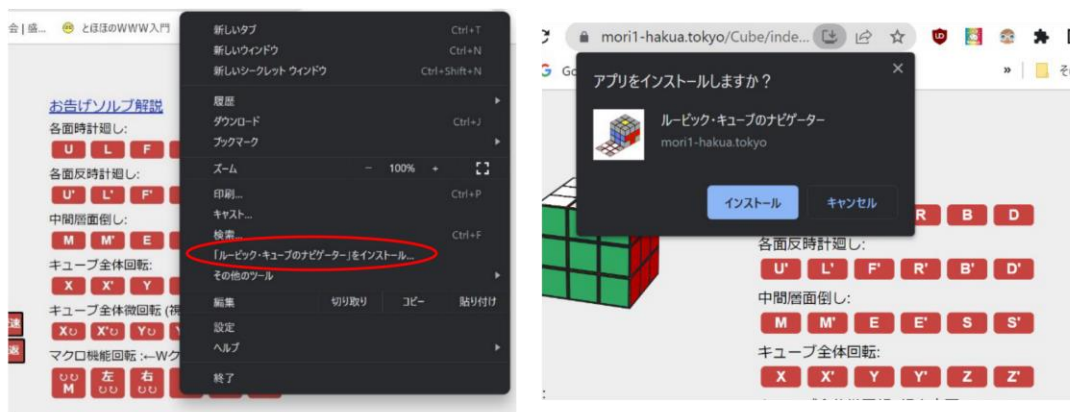 会 | 盛...
とほほのWWW入門
お告げソルブ解説
各面時計廻し:
U L F
各面反時計廻し:
U' L' F'
中間層面倒し:
M M' E
キューブ全体回転:
X X' Y
キューブ全体微回転 (視
X↻ X'↻ Y↻
速
返
マクロ機能回転 :←Wク
M 左 右
新しいタブ Ctrl+T
新しいウィンドウ Ctrl+N
新しいシークレット ウィンドウ Ctrl+Shift+N
履歴
ダウンロード Ctrl+J
ブックマーク
ズーム − 100% +
印刷... Ctrl+P
キャスト...
検索... Ctrl+F
「ルービック・キューブのナビゲーター」をインストール...
その他のツール
編集 切り取り コピー 貼り付け
設定
ヘルプ
終了
mori1-hakua.tokyo/Cube/inde...
»
アプリをインストールしますか？ ×
ルービック・キューブのナビゲーター
mori1-hakua.tokyo
インストール キャンセル
R B D
各面反時計廻し:
U' L' F' R' B' D'
中間層面倒し:
M M' E E' S S'
キューブ全体回転:
X X' Y Y' Z Z'